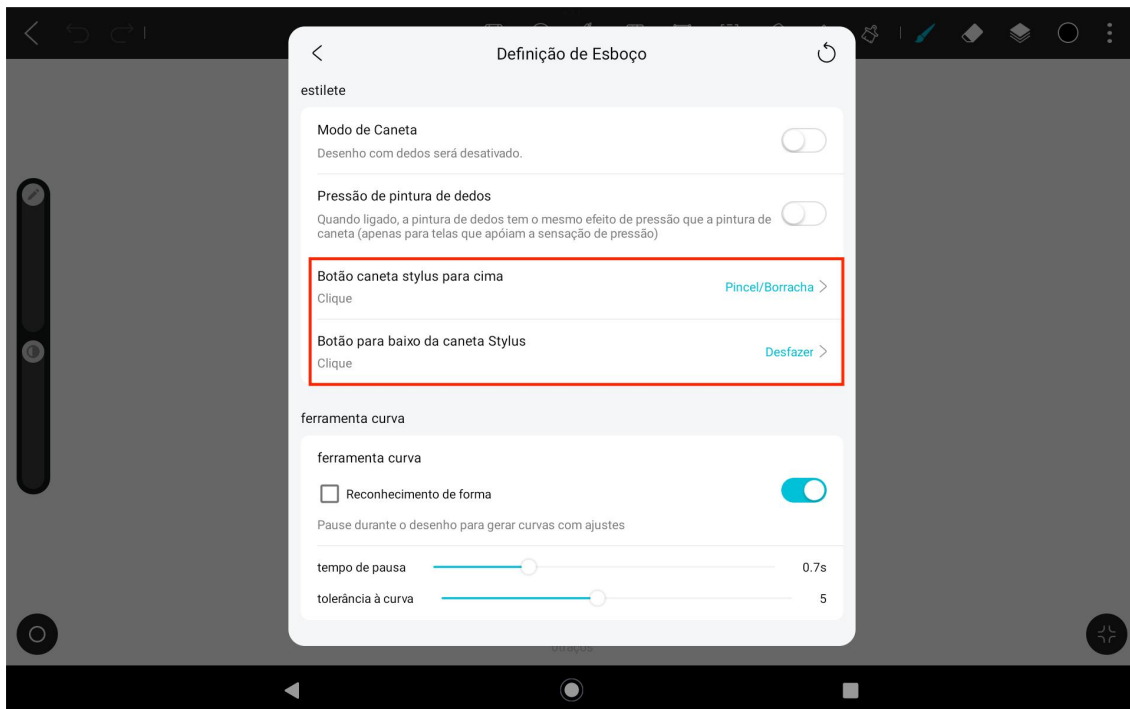 Definição de Esboço
estilete
Modo de Caneta
Desenho com dedos será desativado.
Pressão de pintura de dedos
Quando ligado, a pintura de dedos tem o mesmo efeito de pressão que a pintura de
caneta (apenas para telas que apóiam a sensação de pressão)
Botão caneta stylus para cima
Clique
Pincel/Borracha
Botão para baixo da caneta Stylus
Clique
Desfazer
ferramenta curva
ferramenta curva
Reconhecimento de forma
Pause durante o desenho para gerar curvas com ajustes
tempo de pausa 0.7s
tolerância à curva 5